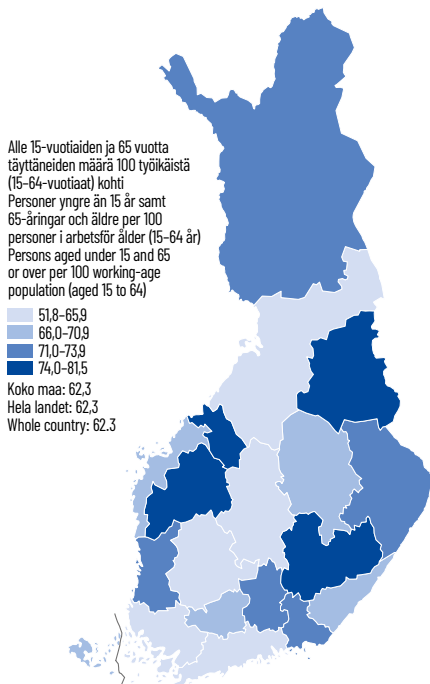 Alle 15-vuotiaiden ja 65 vuotta
täyttäneiden määrä 100 työikäistä
(15-64-vuotiaat) kohti
Personer yngre än 15 år samt
65-åringar och äldre per 100
personer i arbetsför ålder (15-64 år)
Persons aged under 15 and 65
or over per 100 working-age
population (aged 15 to 64)
51,8-65,9
66,0-70,9
71,0-73,9
74,0-81,5
Koko maa: 62,3
Hela landet: 62,3
Whole country: 62.3